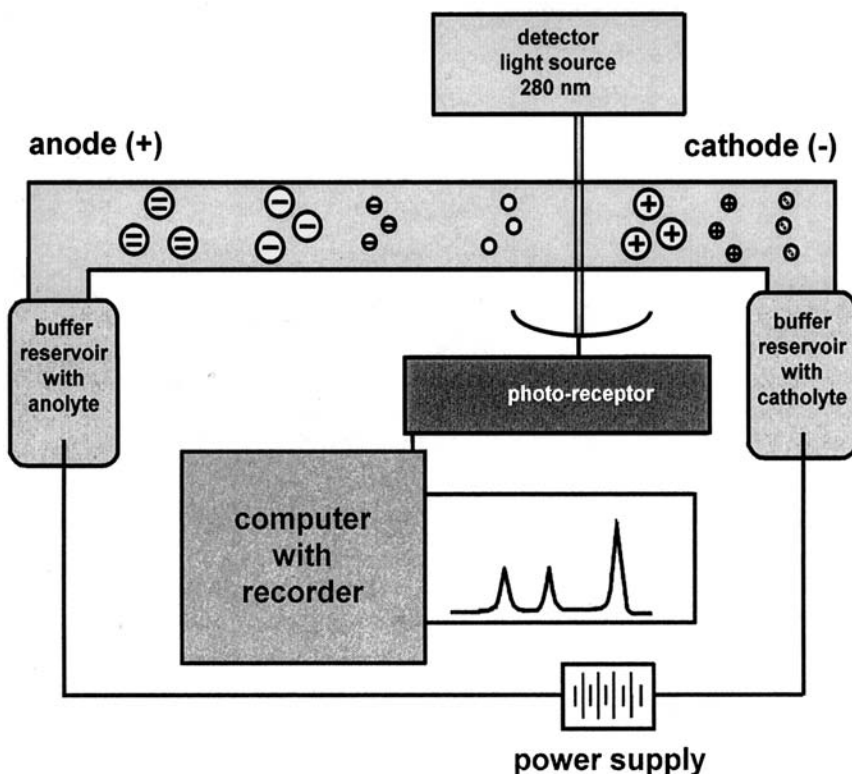 detector
light source
280 nm
anode (+)
cathode (-)
buffer
reservoir
with
anolyte
buffer
reservoir
with
catholyte
photo-receptor
computer
with
recorder
power supply